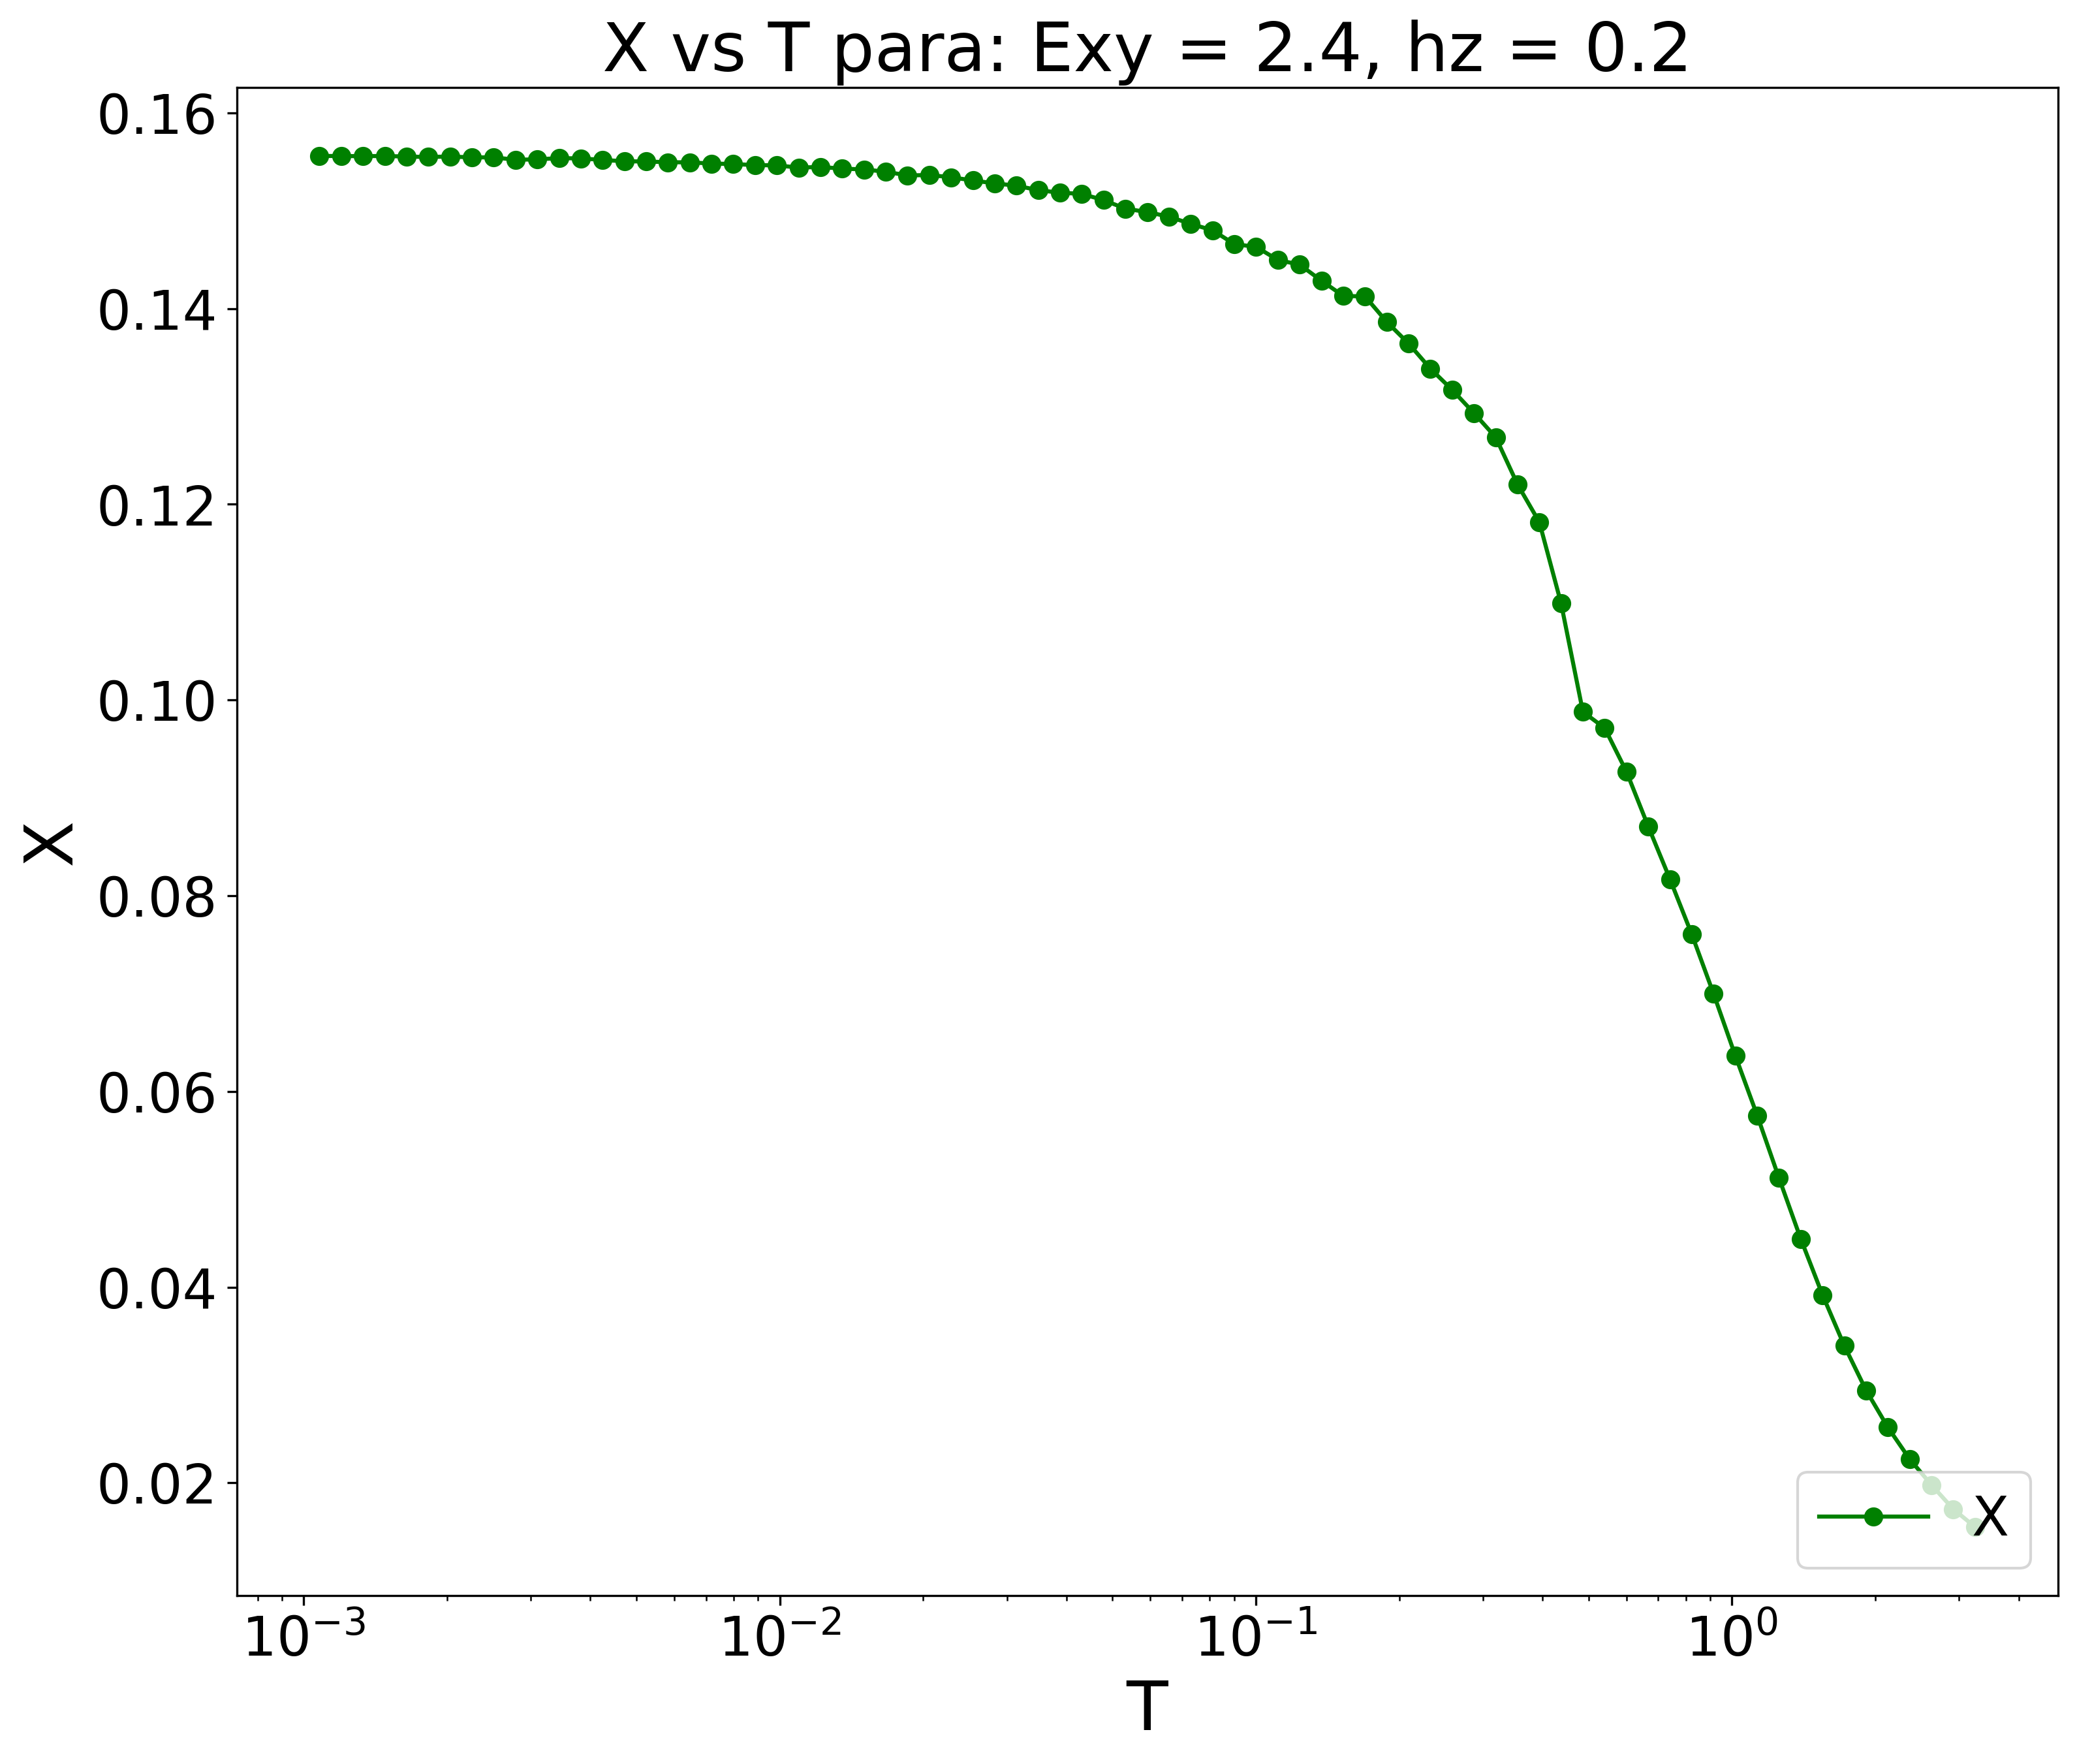 X vs T para: Exy = 2.4, hz = 0.2
X
0.16
0.14
0.12
0.10
0.08
0.06
0.04
0.02
X
10⁻³ 10⁻² 10⁻¹ 10⁰
T